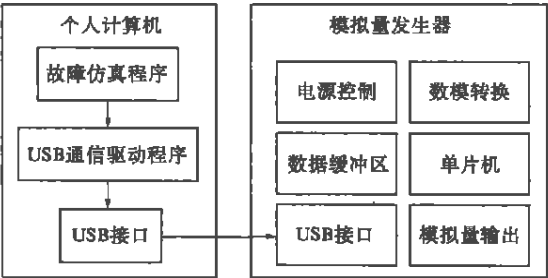 个人计算机
故障仿真程序
USB通信驱动程序
USB接口
模拟量发生器
电源控制
数模转换
数据缓冲区
单片机
USB接口
模拟量输出